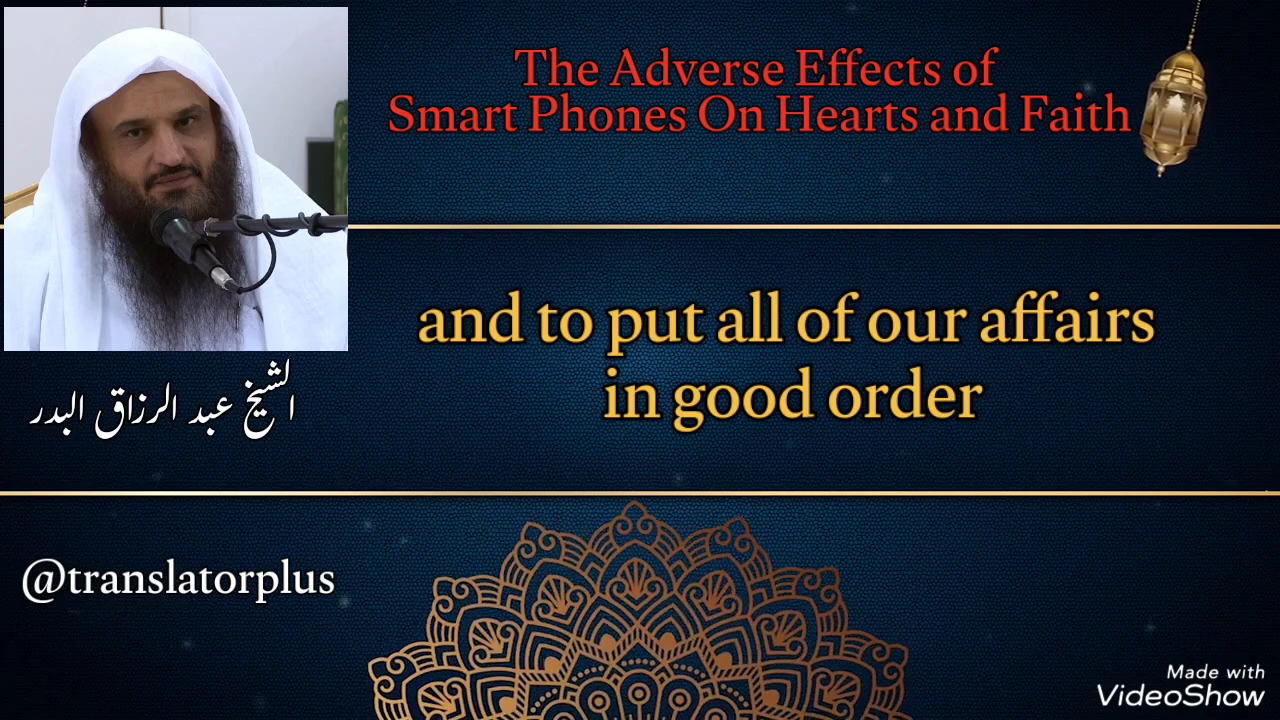 The Adverse Effects of
Smart Phones On Hearts and Faith
and to put all of our affairs
in good order
الشيخ عبد الرزاق البدر
@translatorplus
Made with
VideoShow